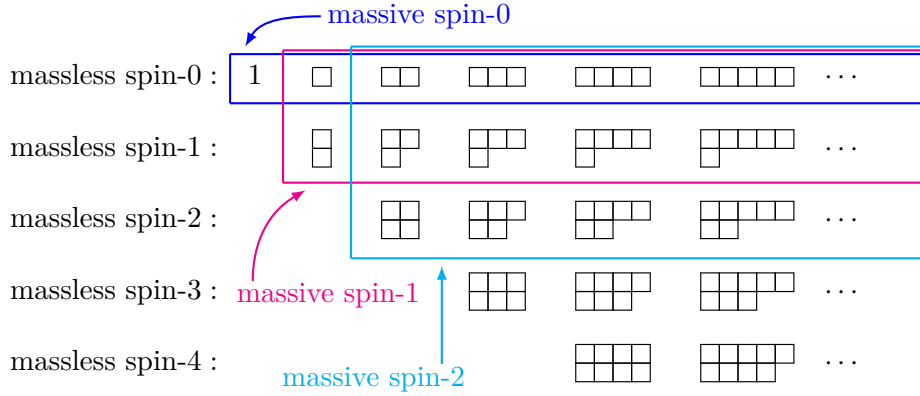 massive spin-0
massless spin-0 : 1 ···
massless spin-1 : ···
massless spin-2 : ···
massless spin-3 : ···
massive spin-1
massless spin-4 : ···
massive spin-2